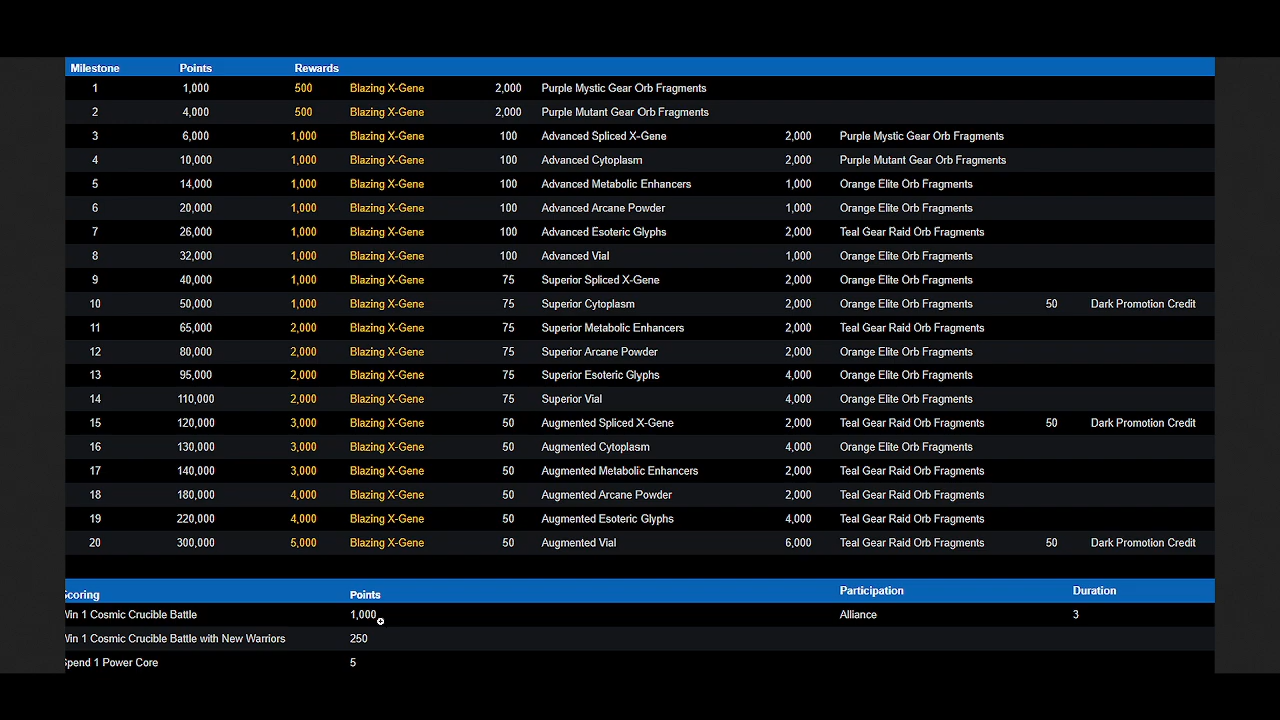 Milestone Points Rewards
1 1,000 500 Blazing X-Gene 2,000 Purple Mystic Gear Orb Fragments
2 4,000 500 Blazing X-Gene 2,000 Purple Mutant Gear Orb Fragments
3 6,000 1,000 Blazing X-Gene 100 Advanced Spliced X-Gene 2,000 Purple Mystic Gear Orb Fragments
4 10,000 1,000 Blazing X-Gene 100 Advanced Cytoplasm 2,000 Purple Mutant Gear Orb Fragments
5 14,000 1,000 Blazing X-Gene 100 Advanced Metabolic Enhancers 1,000 Orange Elite Orb Fragments
6 20,000 1,000 Blazing X-Gene 100 Advanced Arcane Powder 1,000 Orange Elite Orb Fragments
7 26,000 1,000 Blazing X-Gene 100 Advanced Esoteric Glyphs 2,000 Teal Gear Raid Orb Fragments
8 32,000 1,000 Blazing X-Gene 100 Advanced Vial 1,000 Orange Elite Orb Fragments
9 40,000 1,000 Blazing X-Gene 75 Superior Spliced X-Gene 2,000 Orange Elite Orb Fragments
10 50,000 1,000 Blazing X-Gene 75 Superior Cytoplasm 2,000 Orange Elite Orb Fragments 50 Dark Promotion Credit
11 65,000 2,000 Blazing X-Gene 75 Superior Metabolic Enhancers 2,000 Teal Gear Raid Orb Fragments
12 80,000 2,000 Blazing X-Gene 75 Superior Arcane Powder 2,000 Orange Elite Orb Fragments
13 95,000 2,000 Blazing X-Gene 75 Superior Esoteric Glyphs 4,000 Orange Elite Orb Fragments
14 110,000 2,000 Blazing X-Gene 75 Superior Vial 4,000 Orange Elite Orb Fragments
15 120,000 3,000 Blazing X-Gene 50 Augmented Spliced X-Gene 2,000 Teal Gear Raid Orb Fragments 50 Dark Promotion Credit
16 130,000 3,000 Blazing X-Gene 50 Augmented Cytoplasm 4,000 Orange Elite Orb Fragments
17 140,000 3,000 Blazing X-Gene 50 Augmented Metabolic Enhancers 2,000 Teal Gear Raid Orb Fragments
18 180,000 4,000 Blazing X-Gene 50 Augmented Arcane Powder 2,000 Teal Gear Raid Orb Fragments
19 220,000 4,000 Blazing X-Gene 50 Augmented Esoteric Glyphs 4,000 Teal Gear Raid Orb Fragments
20 300,000 5,000 Blazing X-Gene 50 Augmented Vial 6,000 Teal Gear Raid Orb Fragments 50 Dark Promotion Credit
Scoring Points Participation Duration
Win 1 Cosmic Crucible Battle 1,000 Alliance 3
Win 1 Cosmic Crucible Battle with New Warriors 250
Spend 1 Power Core 5